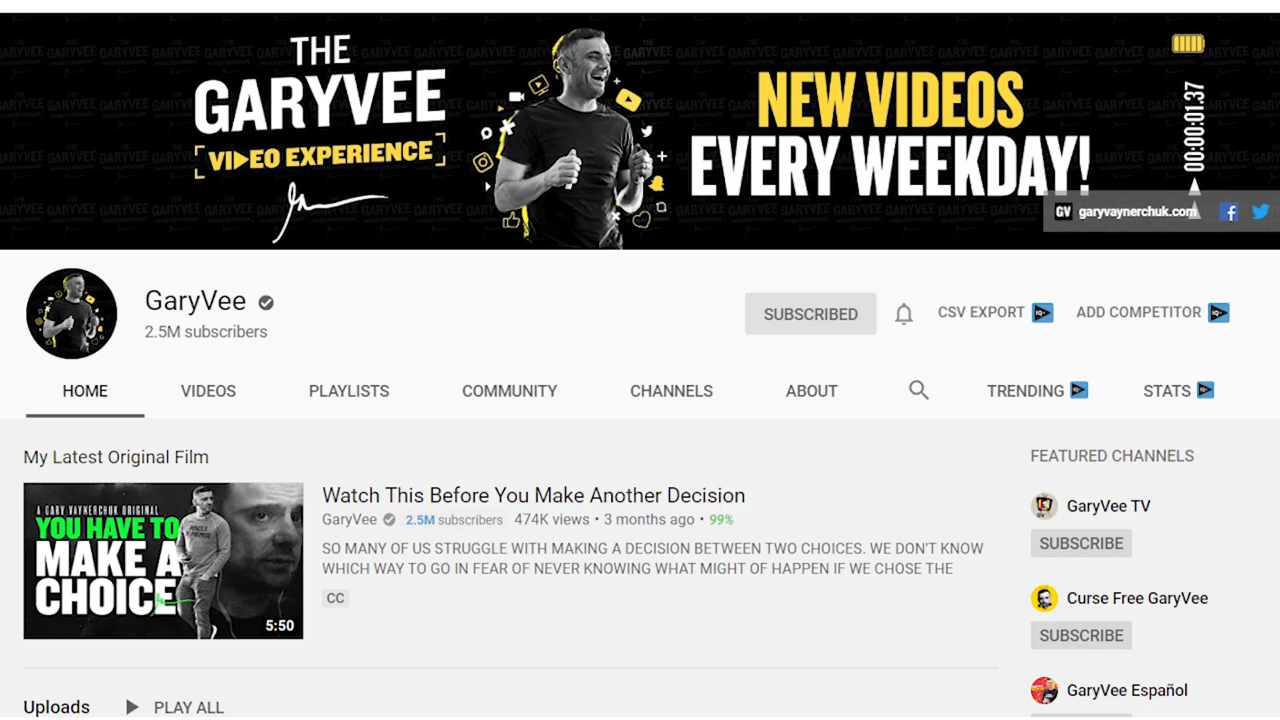 THE
GARYVEE
VIDEO EXPERIENCE
NEW VIDEOS
EVERY WEEKDAY!
00:00:01.37
GV garyvaynerchuk.com
GaryVee
2.5M subscribers
SUBSCRIBED
CSV EXPORT
ADD COMPETITOR
HOME VIDEOS PLAYLISTS COMMUNITY CHANNELS ABOUT TRENDING STATS
My Latest Original Film
A GARY VAYNERCHUK ORIGINAL
YOU HAVE TO
MAKE A
CHOICE
5:50
Watch This Before You Make Another Decision
GaryVee 2.5M subscribers 474K views • 3 months ago • 99%
SO MANY OF US STRUGGLE WITH MAKING A DECISION BETWEEN TWO CHOICES. WE DON'T KNOW
WHICH WAY TO GO IN FEAR OF NEVER KNOWING WHAT MIGHT OF HAPPEN IF WE CHOSE THE
CC
Uploads PLAY ALL
FEATURED CHANNELS
GaryVee TV
SUBSCRIBE
Curse Free GaryVee
SUBSCRIBE
GaryVee Español